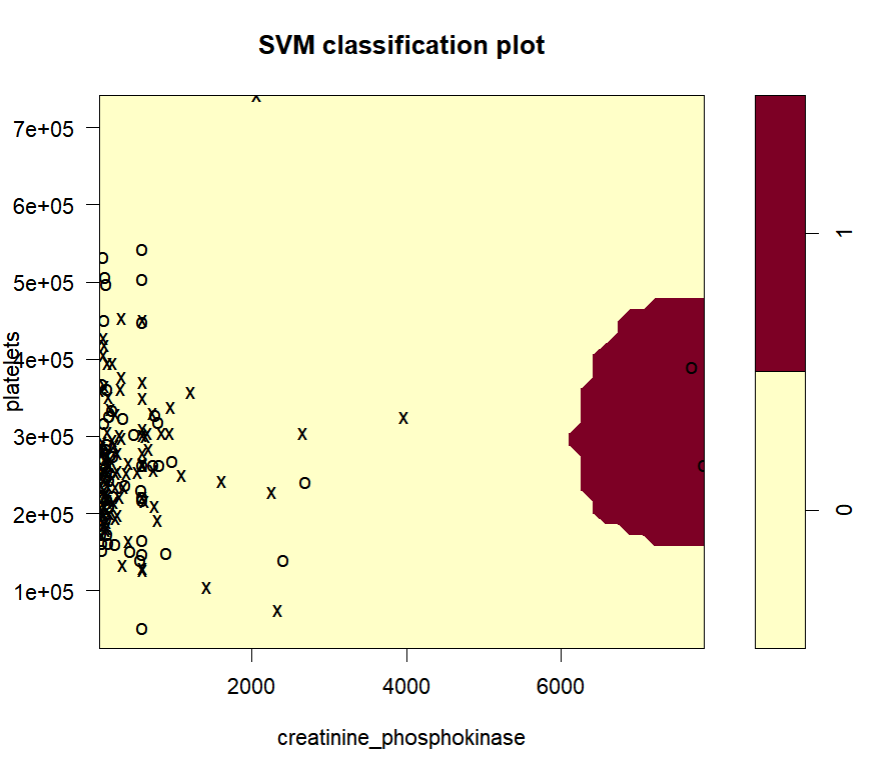 SVM classification plot
7e+05
6e+05
5e+05
4e+05
3e+05
2e+05
1e+05
platelets
2000 4000 6000
creatinine_phosphokinase
1
0